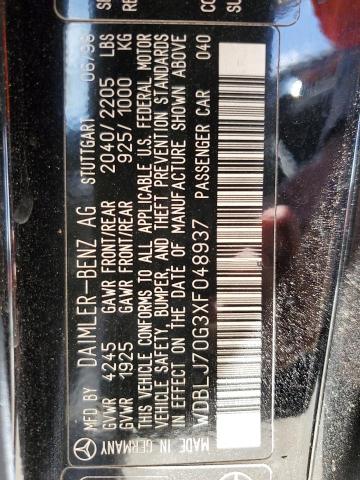 MFD BY DAIMLER-BENZ AG STUTTGART 06/98
GVWR 4245 GAWR FRONT/REAR 2040/2205 LBS
GVWR 1925 GAWR FRONT/REAR 925/1000 KG
THIS VEHICLE CONFORMS TO ALL APPLICABLE U.S. FEDERAL MOTOR
VEHICLE SAFETY, BUMPER, AND THEFT PREVENTION STANDARDS
IN EFFECT ON THE DATE OF MANUFACTURE SHOWN ABOVE
WDBLJ70G3XF048937 PASSENGER CAR 040
MADE IN GERMANY